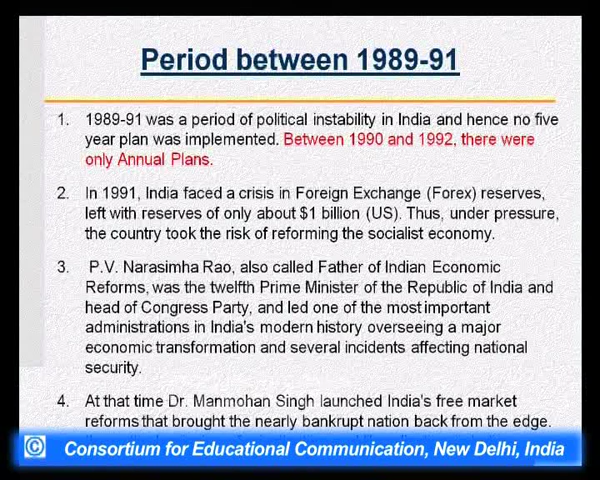 Period between 1989-91
1. 1989-91 was a period of political instability in India and hence no five
year plan was implemented. Between 1990 and 1992, there were
only Annual Plans.
2. In 1991, India faced a crisis in Foreign Exchange (Forex) reserves,
left with reserves of only about $1 billion (US). Thus, under pressure,
the country took the risk of reforming the socialist economy.
3. P.V. Narasimha Rao, also called Father of Indian Economic
Reforms, was the twelfth Prime Minister of the Republic of India and
head of Congress Party, and led one of the most important
administrations in India's modern history overseeing a major
economic transformation and several incidents affecting national
security.
4. At that time Dr. Manmohan Singh launched India's free market
reforms that brought the nearly bankrupt nation back from the edge.
© Consortium for Educational Communication, New Delhi, India